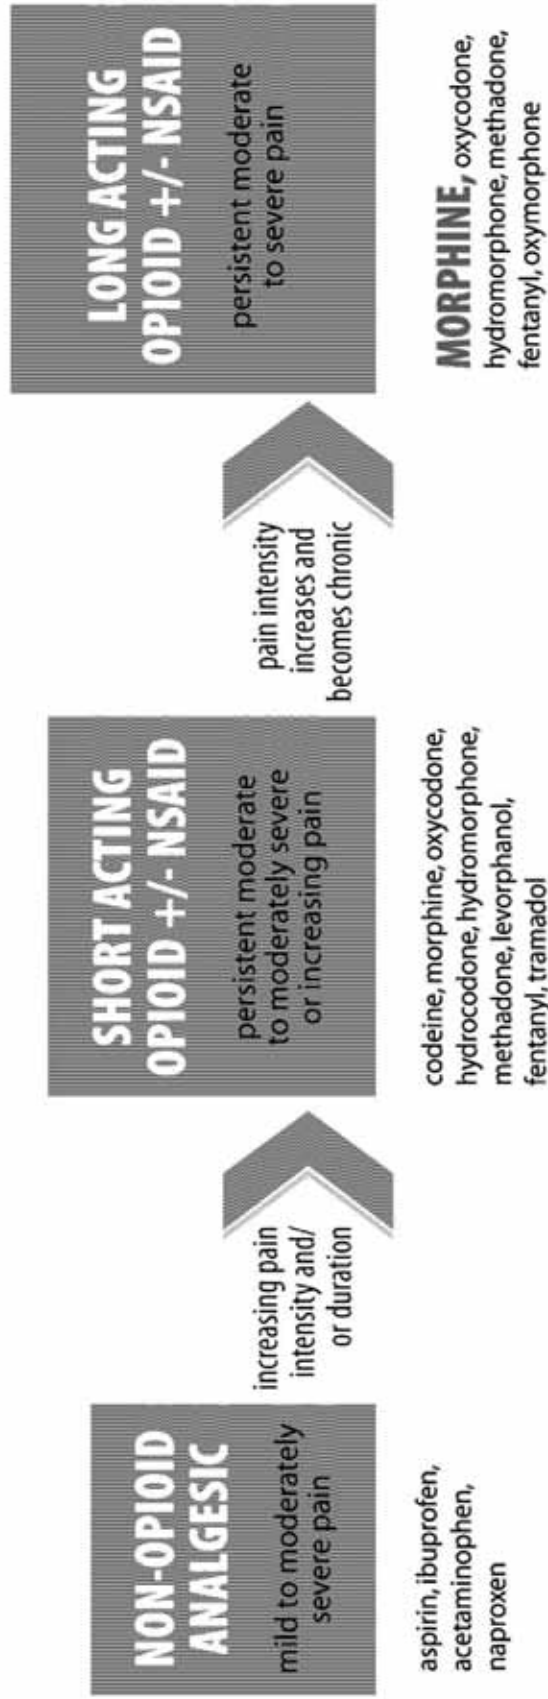 NON-OPIOID
ANALGESIC
mild to moderately
severe pain
aspirin, ibuprofen,
acetaminophen,
naproxen
increasing pain
intensity and/
or duration
SHORT ACTING
OPIOID +/- NSAID
persistent moderate
to moderately severe
or increasing pain
codeine, morphine, oxycodone,
hydrocodone, hydromorphone,
methadone, levorphanol,
fentanyl, tramadol
pain intensity
increases and
becomes chronic
LONG ACTING
OPIOID +/- NSAID
persistent moderate
to severe pain
MORPHINE, oxycodone,
hydromorphone, methadone,
fentanyl, oxymorphone